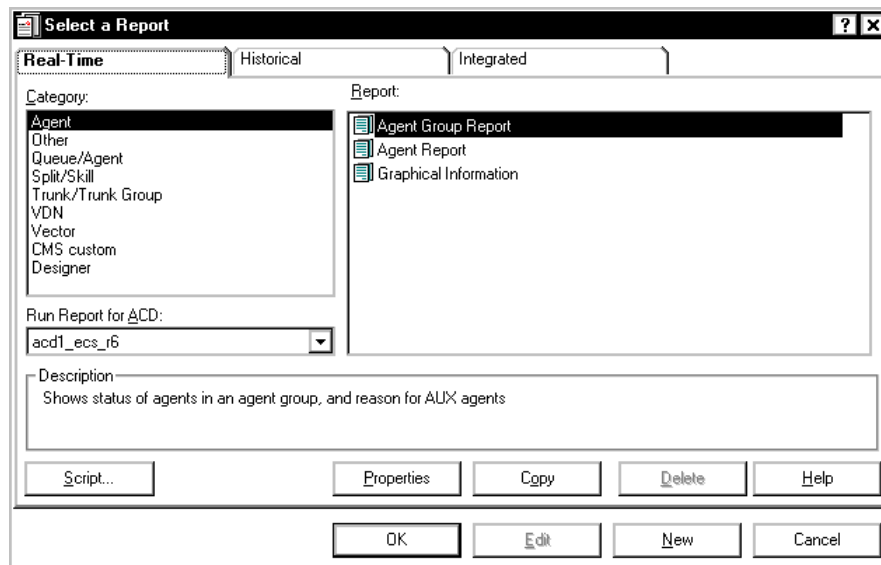 Select a Report
Real-Time
Historical
Integrated
Category:
Agent
Other
Queue/Agent
Split/Skill
Trunk/Trunk Group
VDN
Vector
CMS custom
Designer
Report:
Agent Group Report
Agent Report
Graphical Information
Run Report for ACD:
acd1_ecs_r6
Description
Shows status of agents in an agent group, and reason for AUX agents
Script...
Properties
Copy
Delete
Help
OK
Edit
New
Cancel